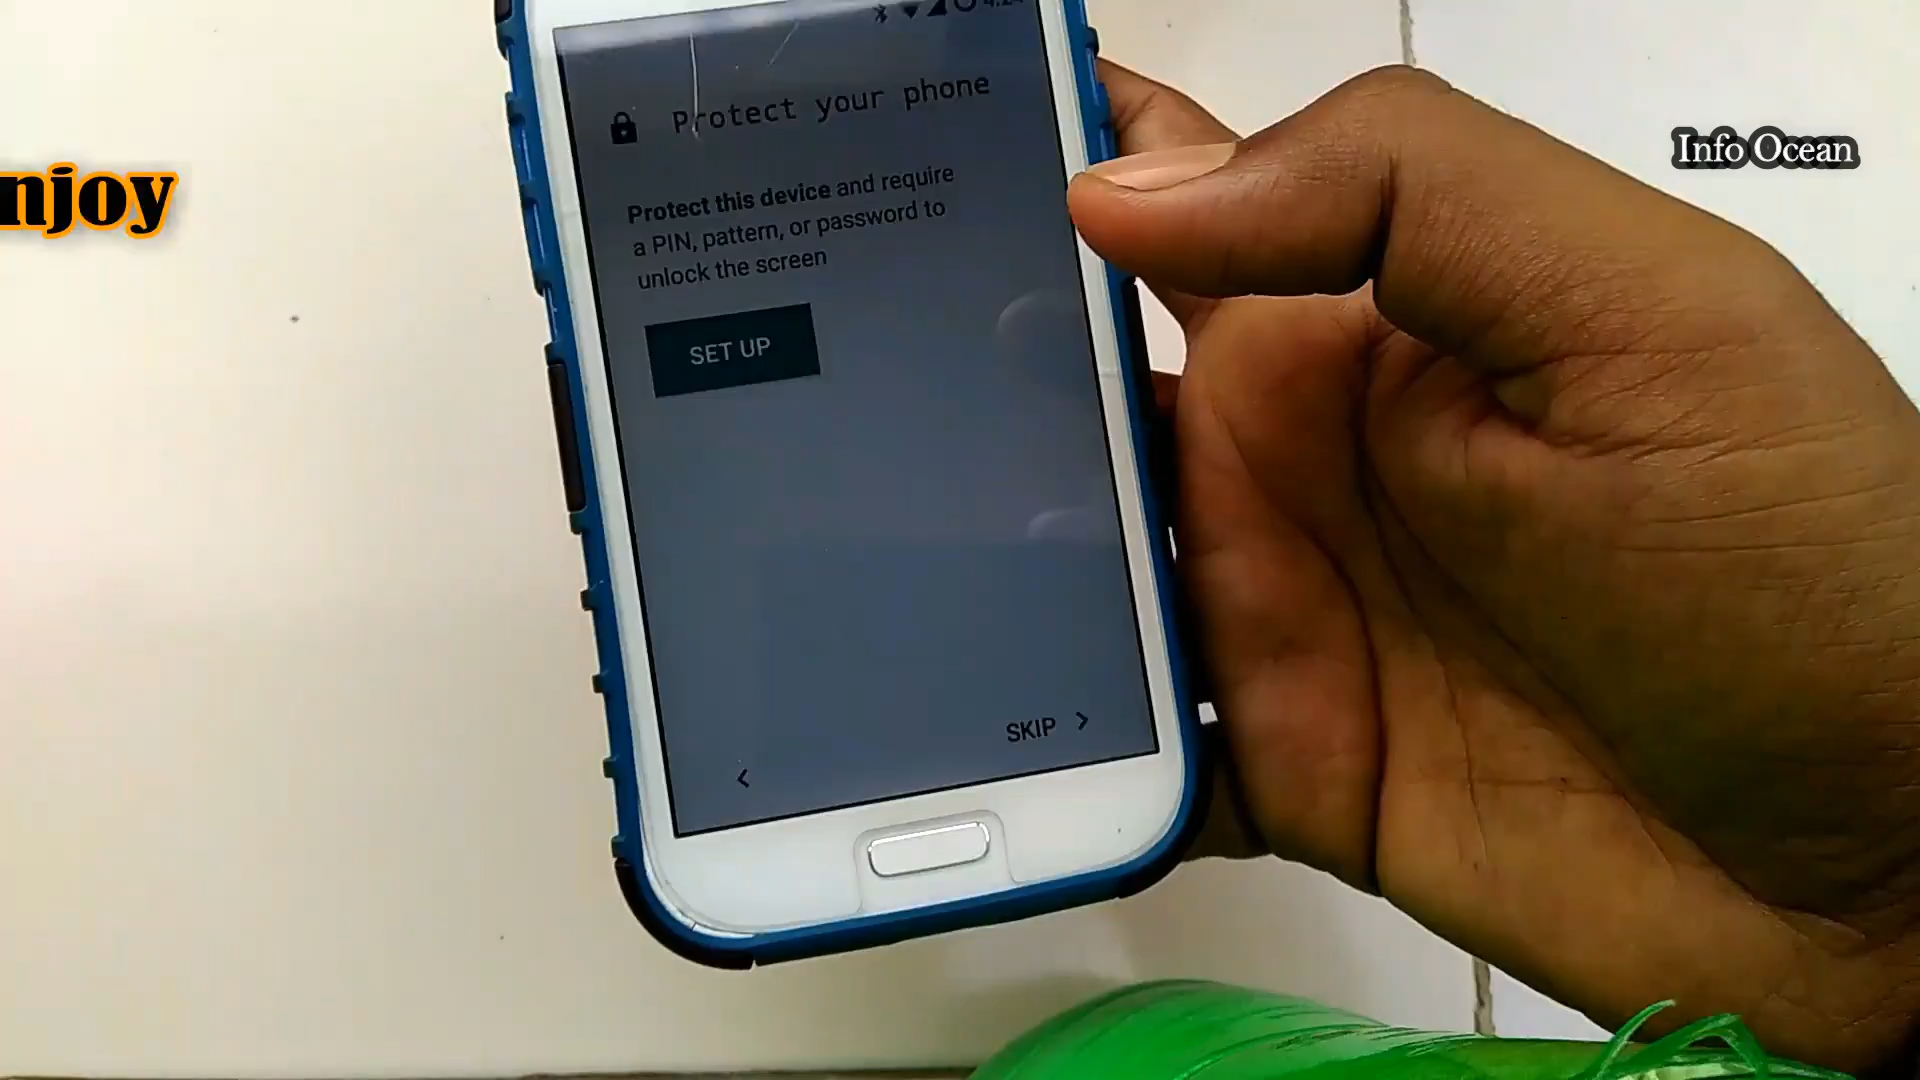 Protect your phone
Protect this device and require
a PIN, pattern, or password to
unlock the screen
SET UP
SKIP
njoy
Info Ocean